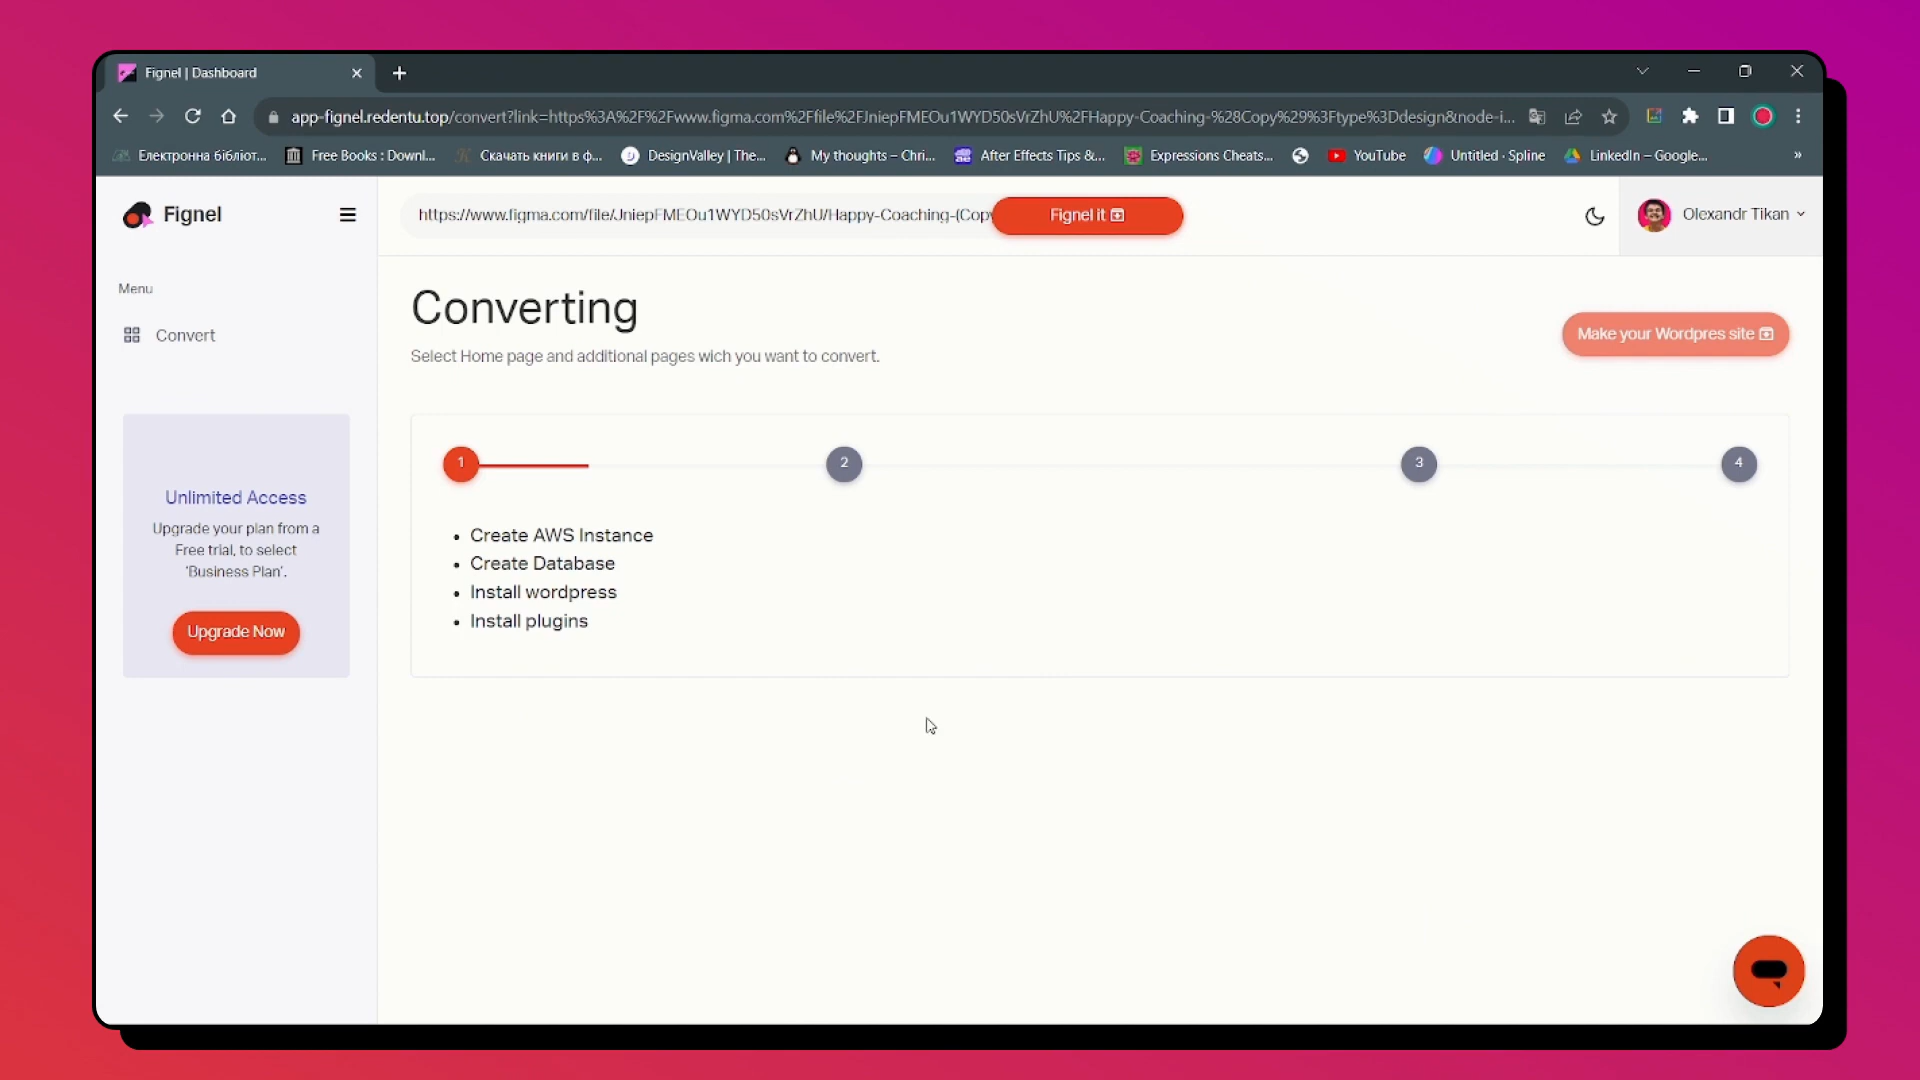 Fignel | Dashboard
app-fignel.redentu.top/convert?link=https%3A%2F%2Fwww.figma.com%2Ffile%2FJniepFMEOu1WYD50sVrZhU%2FHappy-Coaching-%28Copy%29%3Ftype%3Ddesign&node-i...
Електронна бібліот...
Free Books : Downl...
Скачать книги в ф...
DesignValley | The...
My thoughts – Chri...
After Effects Tips &...
Expressions Cheats...
YouTube
Untitled - Spline
LinkedIn – Google...
»
Fignel
https://www.figma.com/file/JniepFMEOu1WYD50sVrZhU/Happy-Coaching-(Copy
Fignel it
Olexandr Tikan
Menu
Convert
Converting
Select Home page and additional pages wich you want to convert.
Make your Wordpres site
1
2
3
4
Create AWS Instance
Create Database
Install wordpress
Install plugins
Unlimited Access
Upgrade your plan from a
Free trial, to select
'Business Plan'.
Upgrade Now